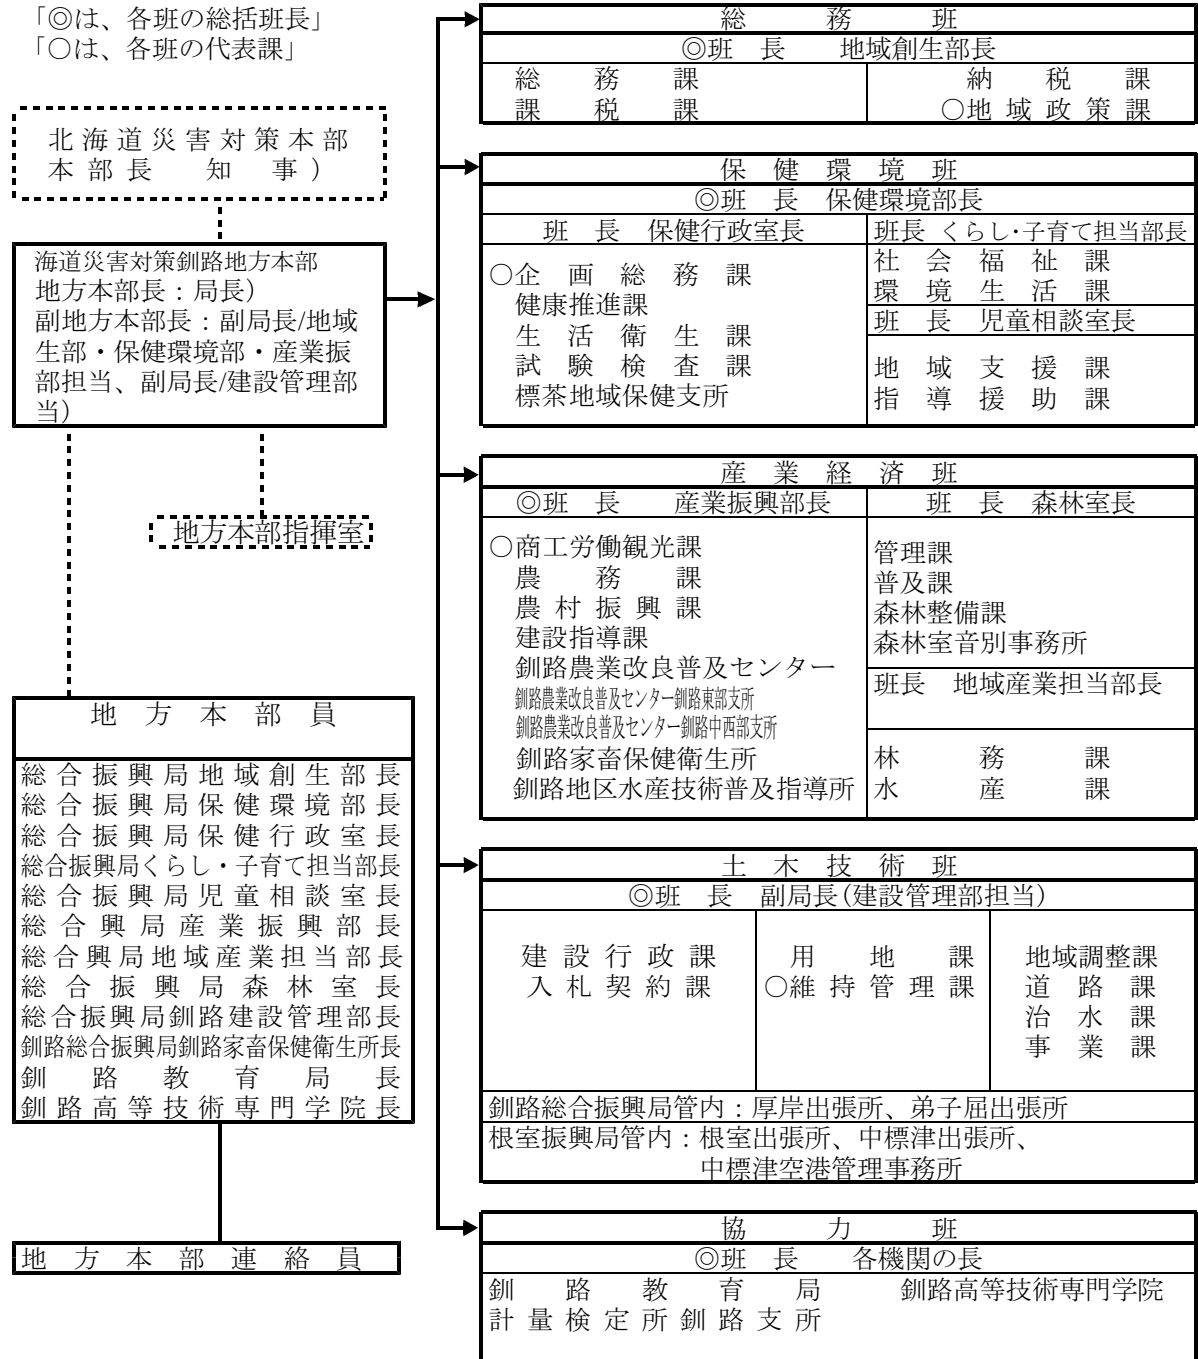 「◎は、各班の総括班長」
「○は、各班の代表課」
北海道災害対策本部
本部長　知　事）
海道災害対策釧路地方本部
地方本部長：局長）
副地方本部長：副局長/地域
生部・保健環境部・産業振
部担当、副局長/建設管理部
当）
地方本部指揮室
地方本部員
総合振興局地域創生部長
総合振興局保健環境部長
総合振興局保健行政室長
総合振興局くらし・子育て担当部長
総合振興局児童相談室長
総合興局産業振興部長
総合興局地域産業担当部長
総合振興局森林室長
総合振興局釧路建設管理部長
釧路総合振興局釧路家畜保健衛生所長
釧路教育局長
釧路高等技術専門学院長
地方本部連絡員
総務班
◎班　長　地域創生部長
総務課
課税課
納税課
○地域政策課
保健環境班
◎班　長　保健環境部長
班　長　保健行政室長
○企画総務課
健康推進課
生活衛生課
試験検査課
標茶地域保健支所
班長　くらし・子育て担当部長
社会福祉課
環境生活課
班　長　児童相談室長
地域支援課
指導援助課
産業経済班
◎班　長　産業振興部長
○商工労働観光課
農務課
農村振興課
建設指導課
釧路農業改良普及センター
釧路農業改良普及センター釧路東部支所
釧路農業改良普及センター釧路中西部支所
釧路家畜保健衛生所
釧路地区水産技術普及指導所
班　長　森林室長
管理課
普及課
森林整備課
森林室音別事務所
班長　地域産業担当部長
林務課
水産課
土木技術班
◎班　長　副局長(建設管理部担当)
建設行政課
入札契約課
用地課
○維持管理課
地域調整課
道路課
治水課
事業課
釧路総合振興局管内：厚岸出張所、弟子屈出張所
根室振興局管内：根室出張所、中標津出張所、
中標津空港管理事務所
協力班
◎班　長　各機関の長
釧路教育局　釧路高等技術専門学院
計量検定所釧路支所